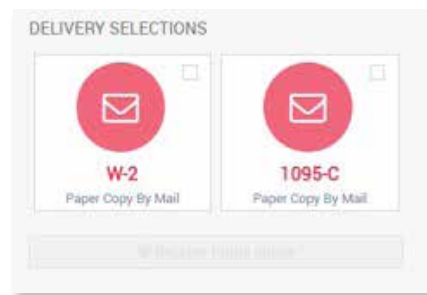 DELIVERY SELECTIONS
W-2
1095-C
Paper Copy By Mail
Paper Copy By Mail